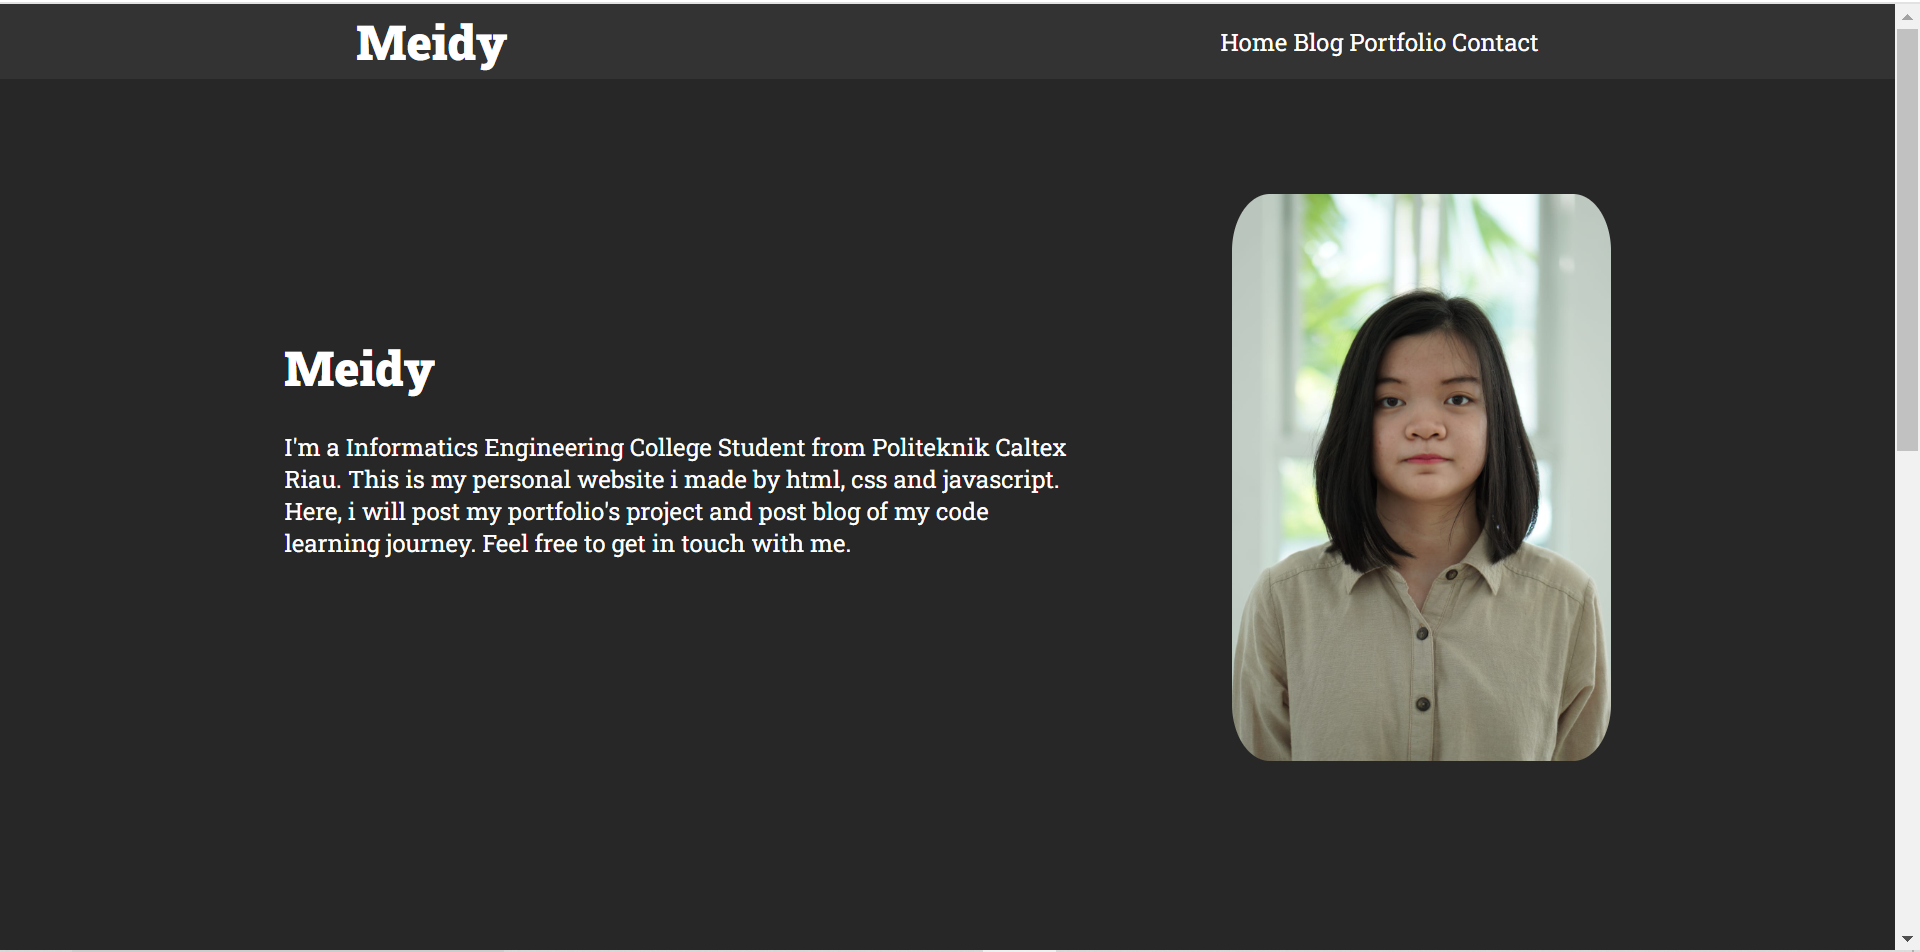 Meidy
Home Blog Portfolio Contact
Meidy
I'm a Informatics Engineering College Student from Politeknik Caltex
Riau. This is my personal website i made by html, css and javascript.
Here, i will post my portfolio's project and post blog of my code
learning journey. Feel free to get in touch with me.